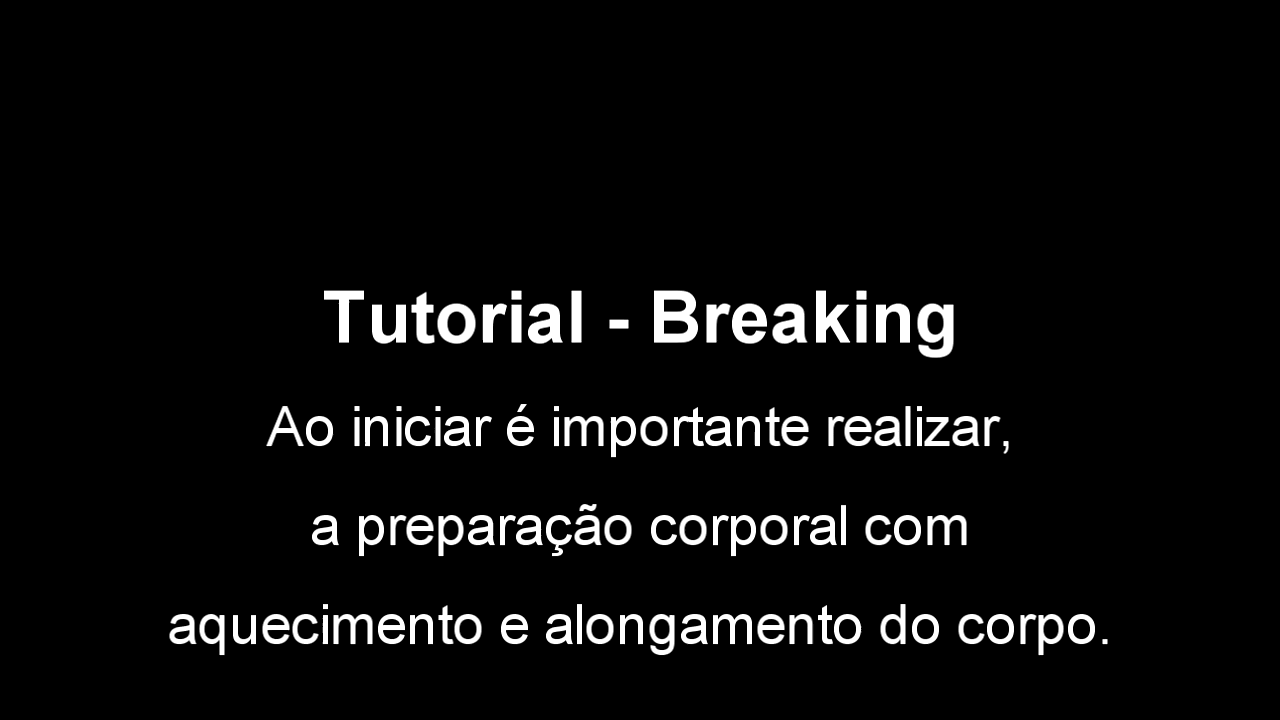 Tutorial - Breaking
Ao iniciar é importante realizar,
a preparação corporal com
aquecimento e alongamento do corpo.